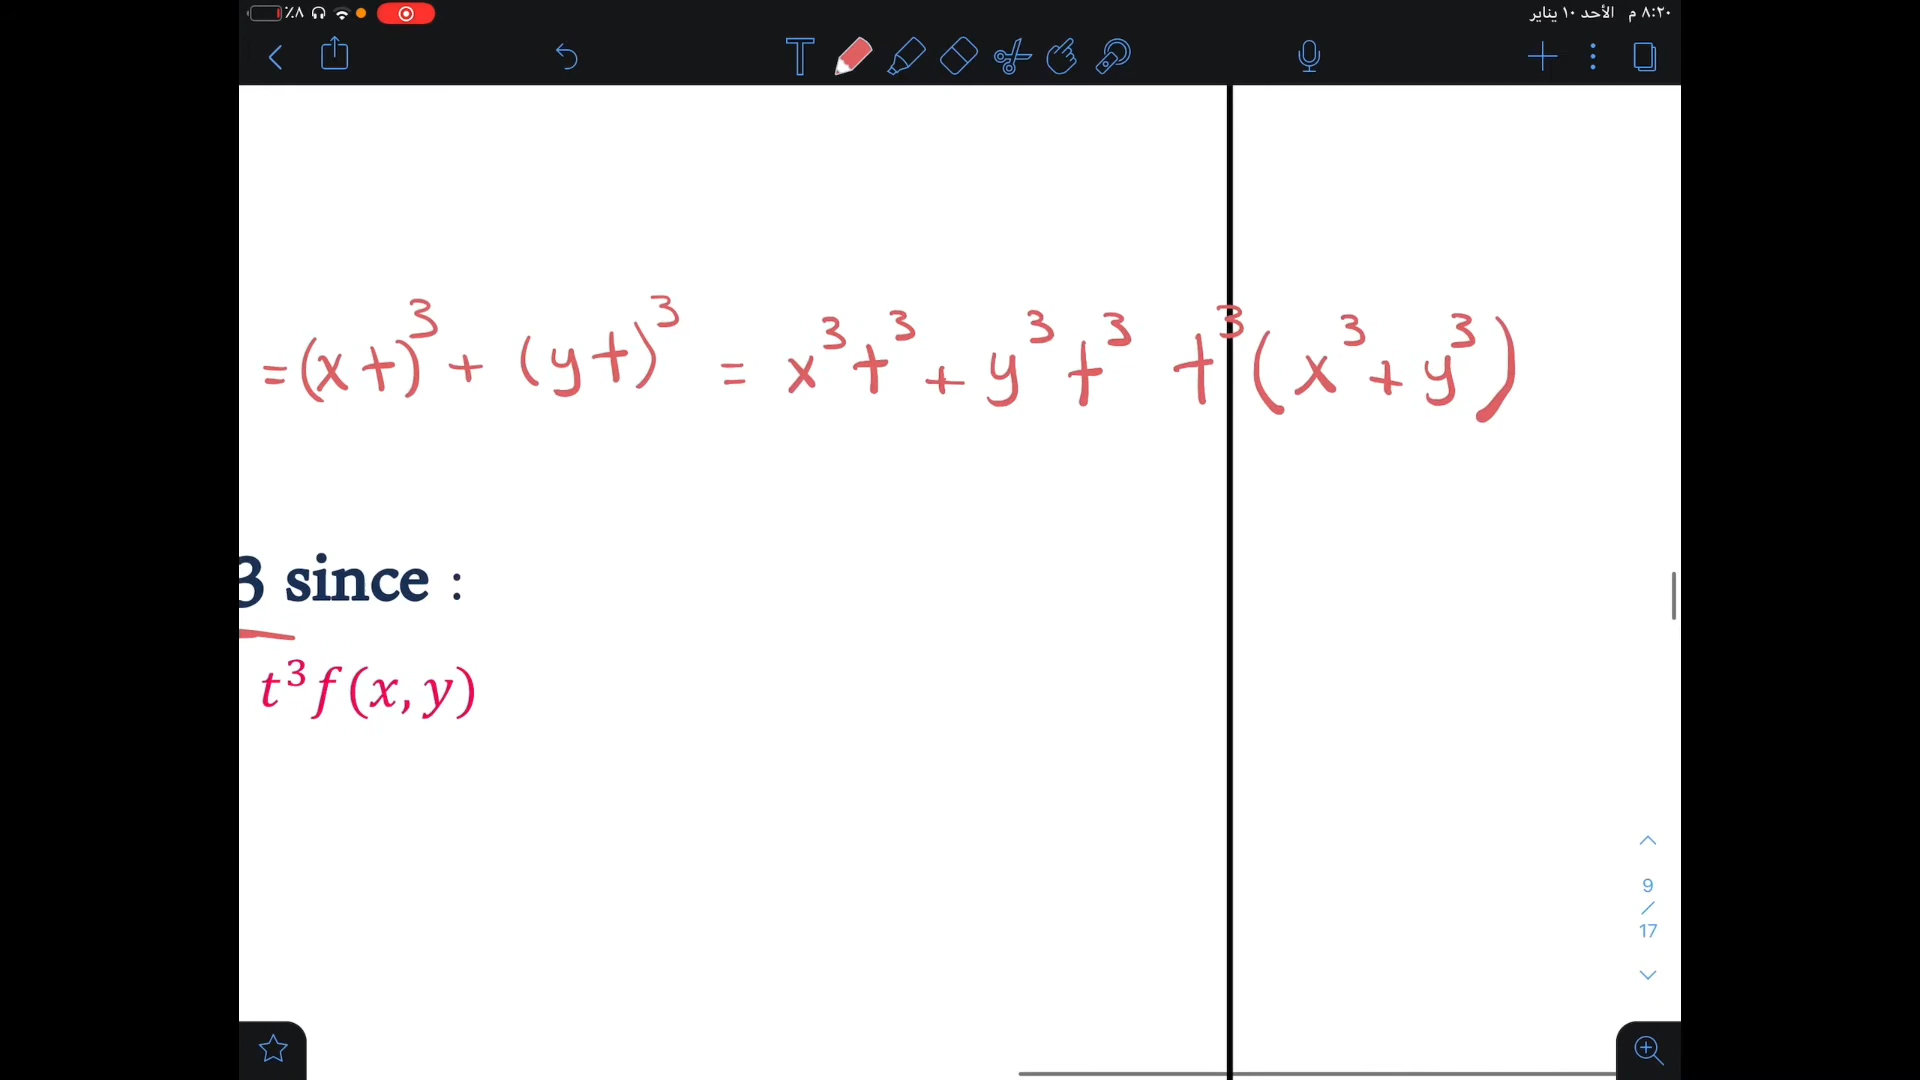 ٪٨ الأحد ١٠ يناير ٨:٢٠ م
T
=(xt)³ + (yt)³ = x³t³ + y³t³ t³(x³+y³)
3 since :
t³f(x, y)
9
/
17